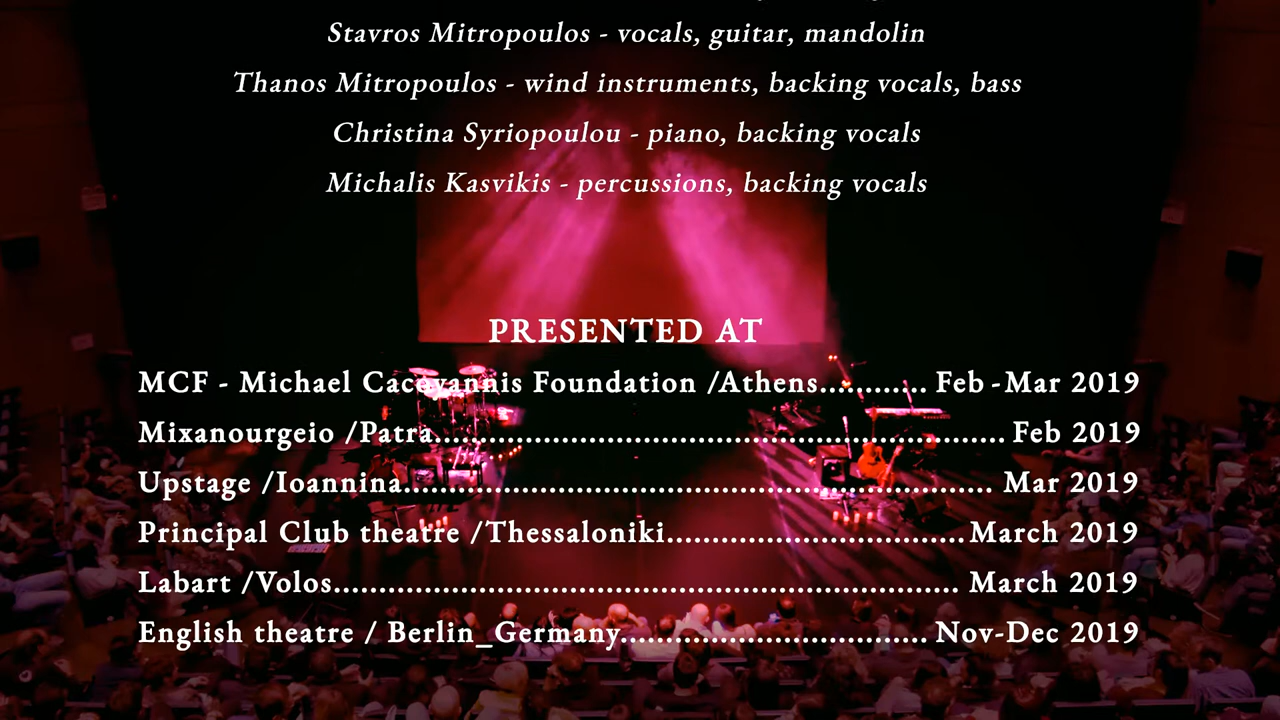 Stavros Mitropoulos - vocals, guitar, mandolin
Thanos Mitropoulos - wind instruments, backing vocals, bass
Christina Syriopoulou - piano, backing vocals
Michalis Kasvikis - percussions, backing vocals
PRESENTED AT
MCF - Michael Cacoyannis Foundation /Athens............ Feb-Mar 2019
Mixanourgeio /Patra................................................................ Feb 2019
Upstage /Ioannina.................................................................. Mar 2019
Principal Club theatre /Thessaloniki................................. March 2019
Labart /Volos....................................................................... March 2019
English theatre / Berlin_Germany.................................. Nov-Dec 2019